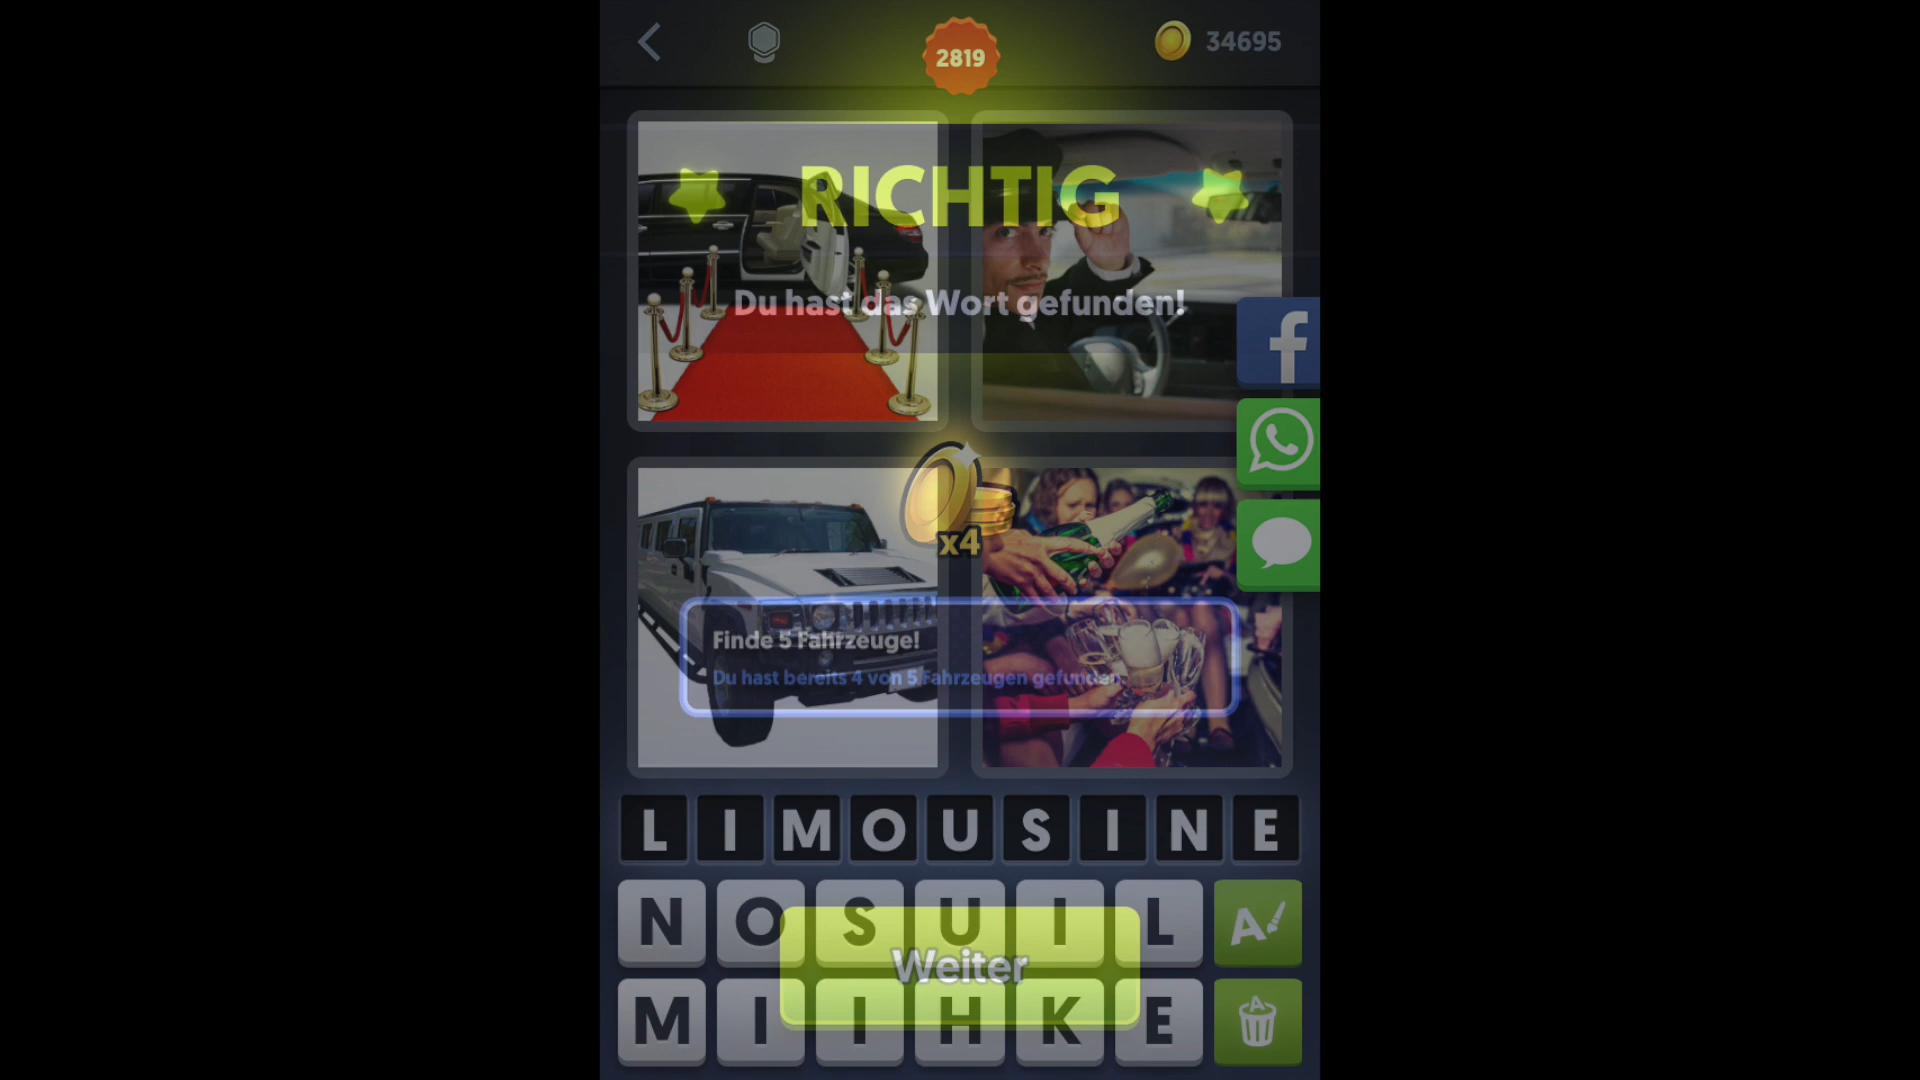 2819
34695
RICHTIG
Du hast das Wort gefunden!
x4
Finde 5 Fahrzeuge!
Du hast bereits 4 von 5 Fahrzeugen gefunden.
L I M O U S I N E
N O S U I L
A
Weiter
M I I H K E
A